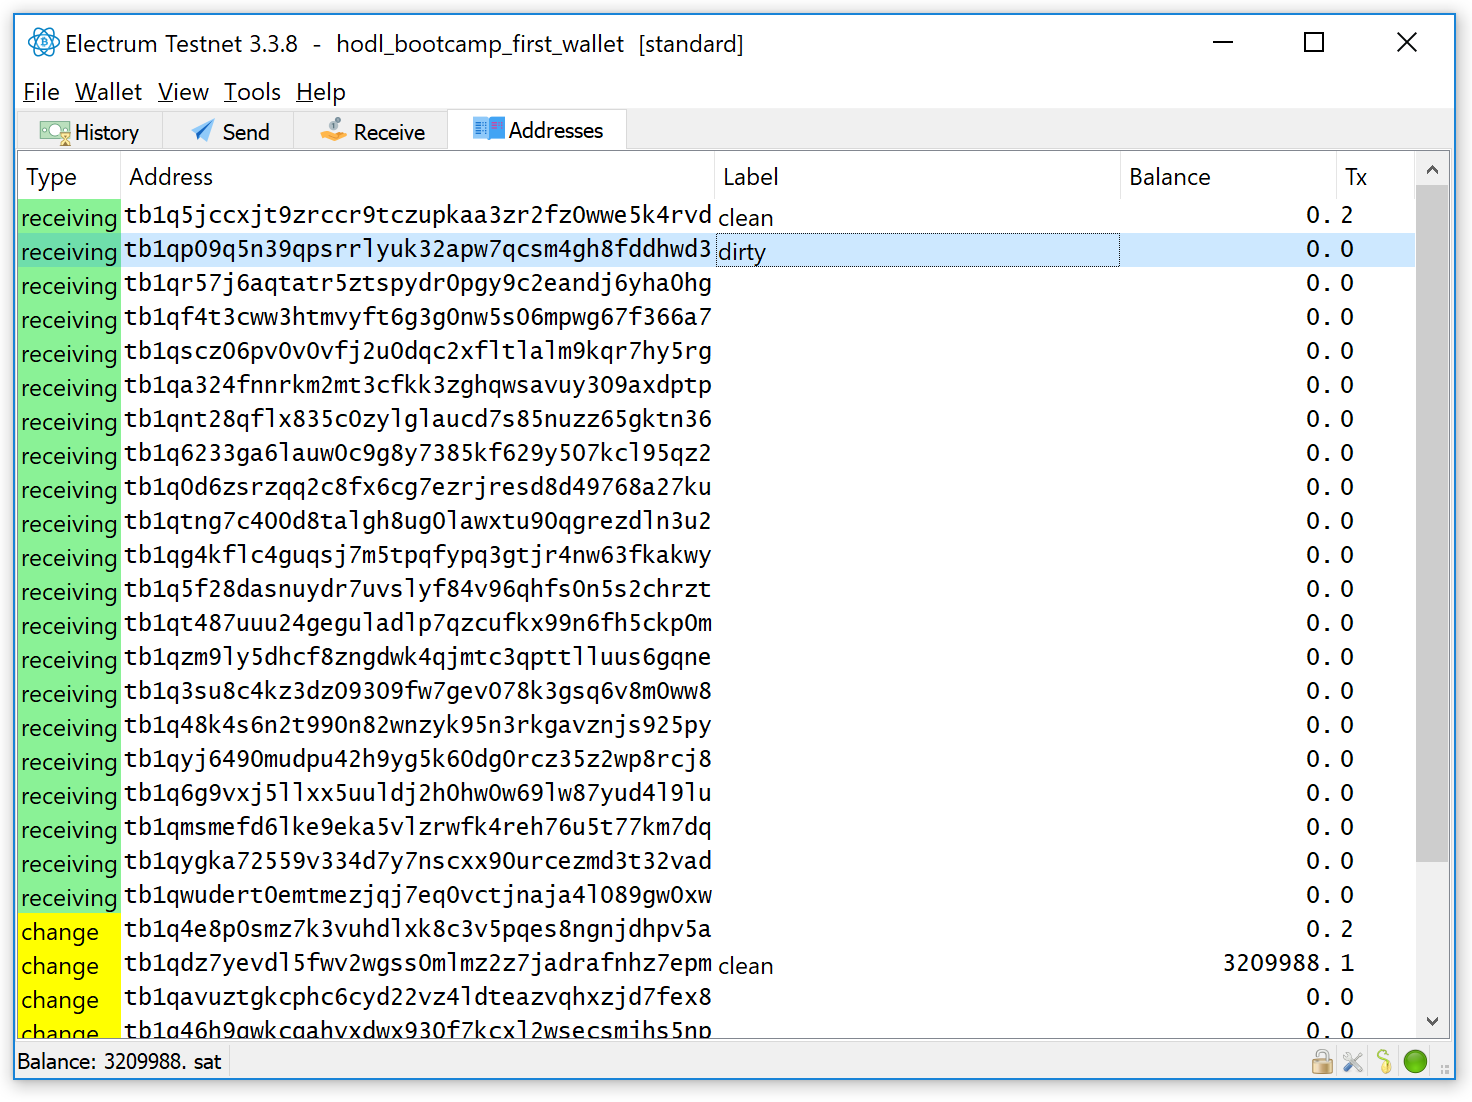 Electrum Testnet 3.3.8 - hodl_bootcamp_first_wallet [standard]
File Wallet View Tools Help
History Send Receive Addresses
Type Address Label Balance Tx
receiving tb1q5jccxjt9zrccr9tczupkaa3zr2fz0wwe5k4rvd clean 0. 2
receiving tb1qp09q5n39qpsrrlyuk32apw7qcsm4gh8fddhwd3 dirty 0. 0
receiving tb1qr57j6aqtatr5ztspydr0pgy9c2eandj6yha0hg 0. 0
receiving tb1qf4t3cww3htmvyft6g3g0nw5s06mpwg67f366a7 0. 0
receiving tb1qscz06pv0v0vfj2u0dqc2xfltlalm9kqr7hy5rg 0. 0
receiving tb1qa324fnnrkm2mt3cfkk3zghqwsavuy309axdptp 0. 0
receiving tb1qnt28qflx835c0zylglaucd7s85nuzz65gktn36 0. 0
receiving tb1q6233ga6lauw0c9g8y7385kf629y507kcl95qz2 0. 0
receiving tb1q0d6zsrzqq2c8fx6cg7ezrjresd8d49768a27ku 0. 0
receiving tb1qtng7c400d8talgh8ug0lawxtu90qgrezdln3u2 0. 0
receiving tb1qg4kflc4guqsj7m5tpqfypq3gtjr4nw63fkakwy 0. 0
receiving tb1q5f28dasnuydr7uvslyf84v96qhfs0n5s2chrzt 0. 0
receiving tb1qt487uuu24geguladlp7qzcufkx99n6fh5ckp0m 0. 0
receiving tb1qzm9ly5dhcf8zngdwk4qjmtc3qpttlluus6gqne 0. 0
receiving tb1q3su8c4kz3dz09309fw7gev078k3gsq6v8m0ww8 0. 0
receiving tb1q48k4s6n2t990n82wnzyk95n3rkgavznjs925py 0. 0
receiving tb1qyj6490mudpu42h9yg5k60dg0rcz35z2wp8rcj8 0. 0
receiving tb1q6g9vxj5llxx5uuldj2h0hw0w69lw87yud4l9lu 0. 0
receiving tb1qmsmefd6lke9eka5vlzrwfk4reh76u5t77km7dq 0. 0
receiving tb1qygka72559v334d7y7nscxx90urcezmd3t32vad 0. 0
receiving tb1qwudert0emtmezjqj7eq0vctjnaja4l089gw0xw 0. 0
change tb1q4e8p0smz7k3vuhdlxk8c3v5pqes8ngnjdhpv5a 0. 2
change tb1qdz7yevdl5fwv2wgss0mlmz2z7jadrafnhz7epm clean 3209988. 1
change tb1qavuztgkcphc6cyd22vz4ldteazvqhxzjd7fex8 0. 0
change tb1q46h9gwkcgahvxdwx930f7kcxl2wsecsmjhs5np 0. 0
Balance: 3209988. sat